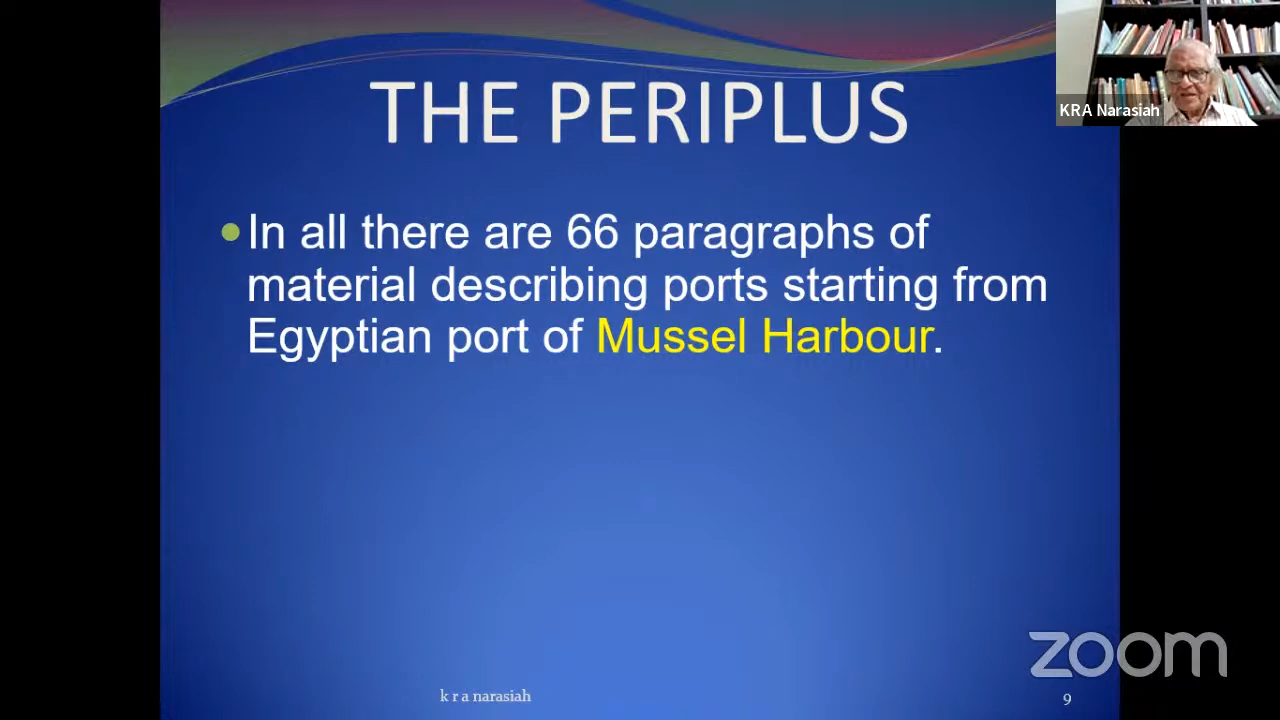 THE PERIPLUS
KRA Narasiah
In all there are 66 paragraphs of
material describing ports starting from
Egyptian port of Mussel Harbour.
zoom
k r a narasiah
9